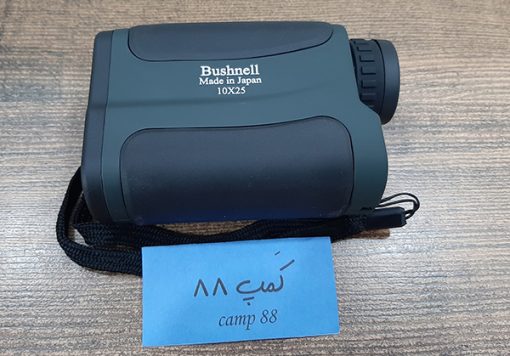 Bushnell
Made in Japan
10X25
کمپ ۸۸
camp 88